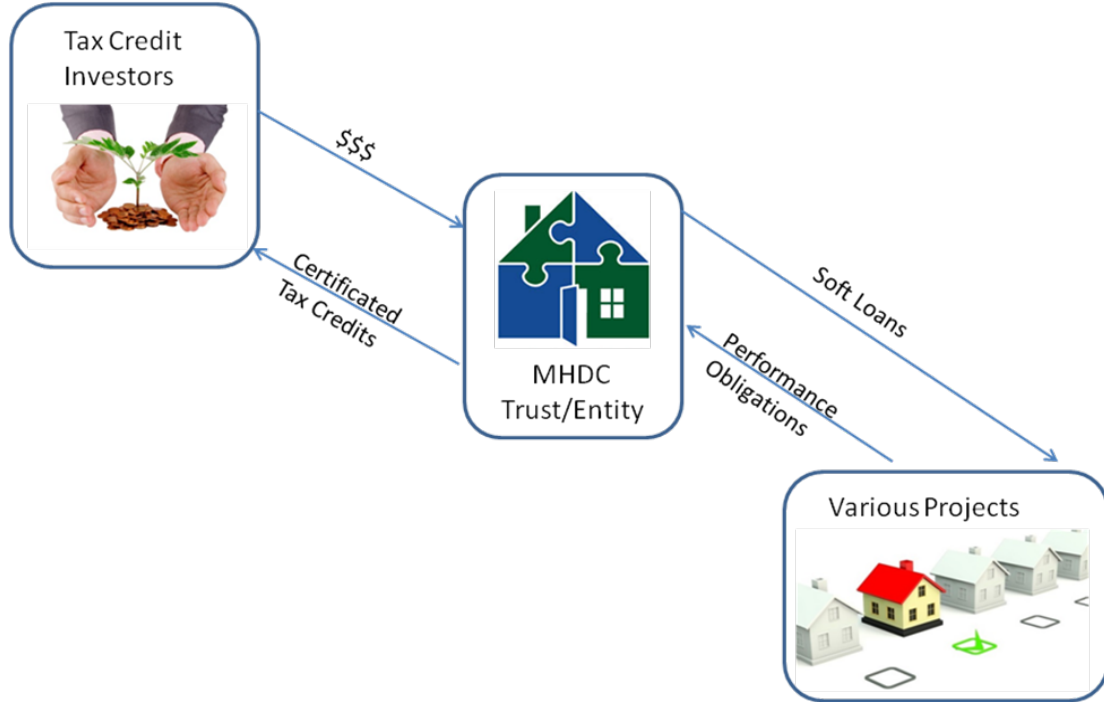 Tax Credit
Investors
$$$
Certificated
Tax Credits
MHDC
Trust/Entity
Soft Loans
Performance
Obligations
Various Projects